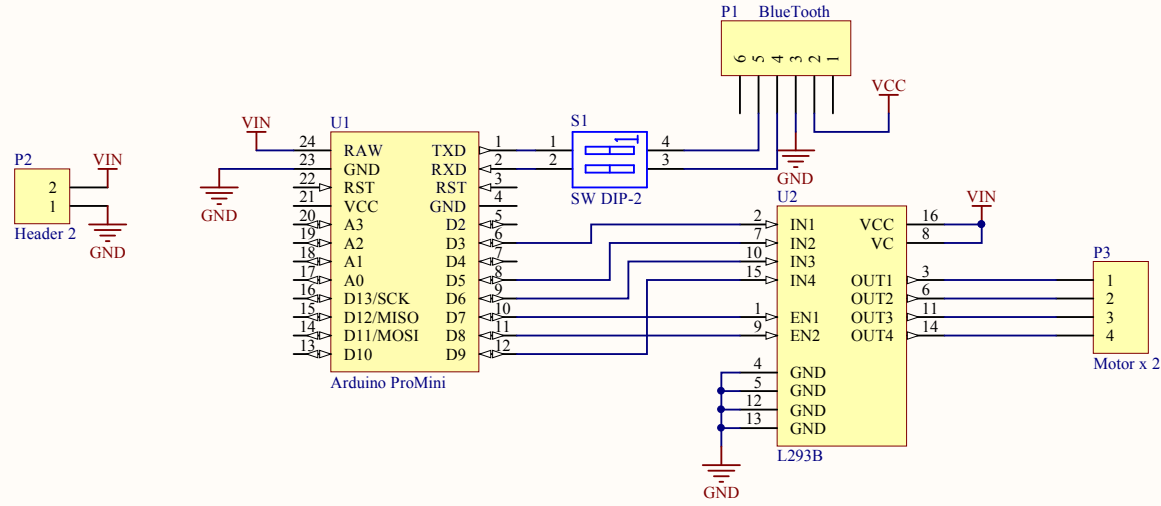 P1 BlueTooth
6 5 4 3 2 1
VCC
GND
P2
2
1
Header 2
VIN
GND
VIN
GND
U1
24 RAW TXD 1
23 GND RXD 2
22 RST RST 3
21 VCC GND 4
20 A3 D2 5
19 A2 D3 6
18 A1 D4 7
17 A0 D5 8
16 D13/SCK D6 9
15 D12/MISO D7 10
14 D11/MOSI D8 11
13 D10 D9 12
Arduino ProMini
S1
1 1 4
2 3
SW DIP-2
U2
VIN
2 IN1 VCC 16
7 IN2 VC 8
10 IN3
15 IN4 OUT1 3
OUT2 6
1 EN1 OUT3 11
9 EN2 OUT4 14
4 GND
5 GND
12 GND
13 GND
L293B
GND
P3
1
2
3
4
Motor x 2